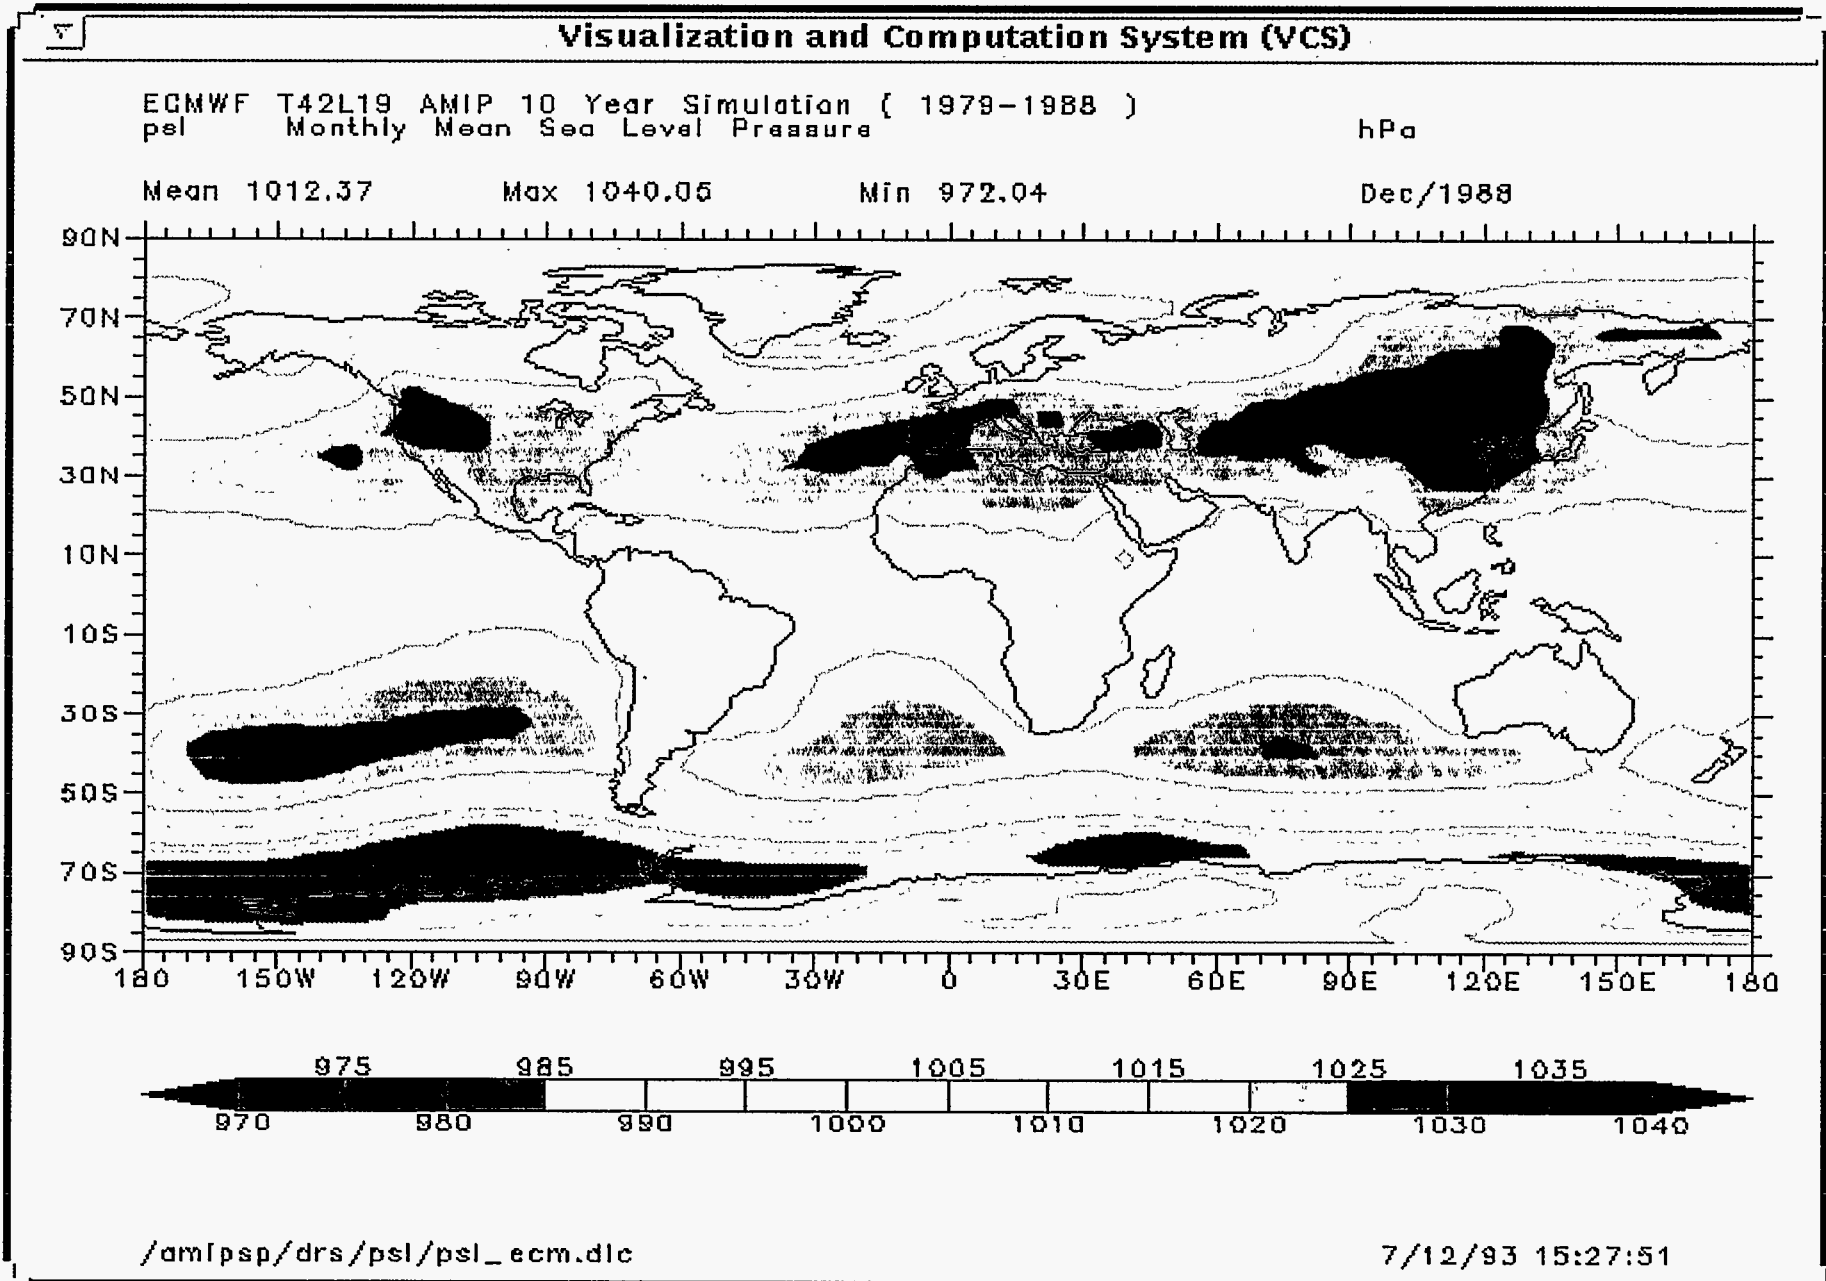 Visualization and Computation System (VCS)
ECMWF T42L19 AMIP 10 Year Simulation ( 1979-1988 )
psl Monthly Mean Sea Level Pressure hPa
Mean 1012.37 Max 1040.05 Min 972.04 Dec/1988
90N
70N
50N
30N
10N
10S
30S
50S
70S
90S
180 150W 120W 90W 60W 30W 0 30E 60E 90E 120E 150E 180
975 985 995 1005 1015 1025 1035
970 980 990 1000 1010 1020 1030 1040
/amipsp/drs/psl/psl_ecm.dic 7/12/93 15:27:51